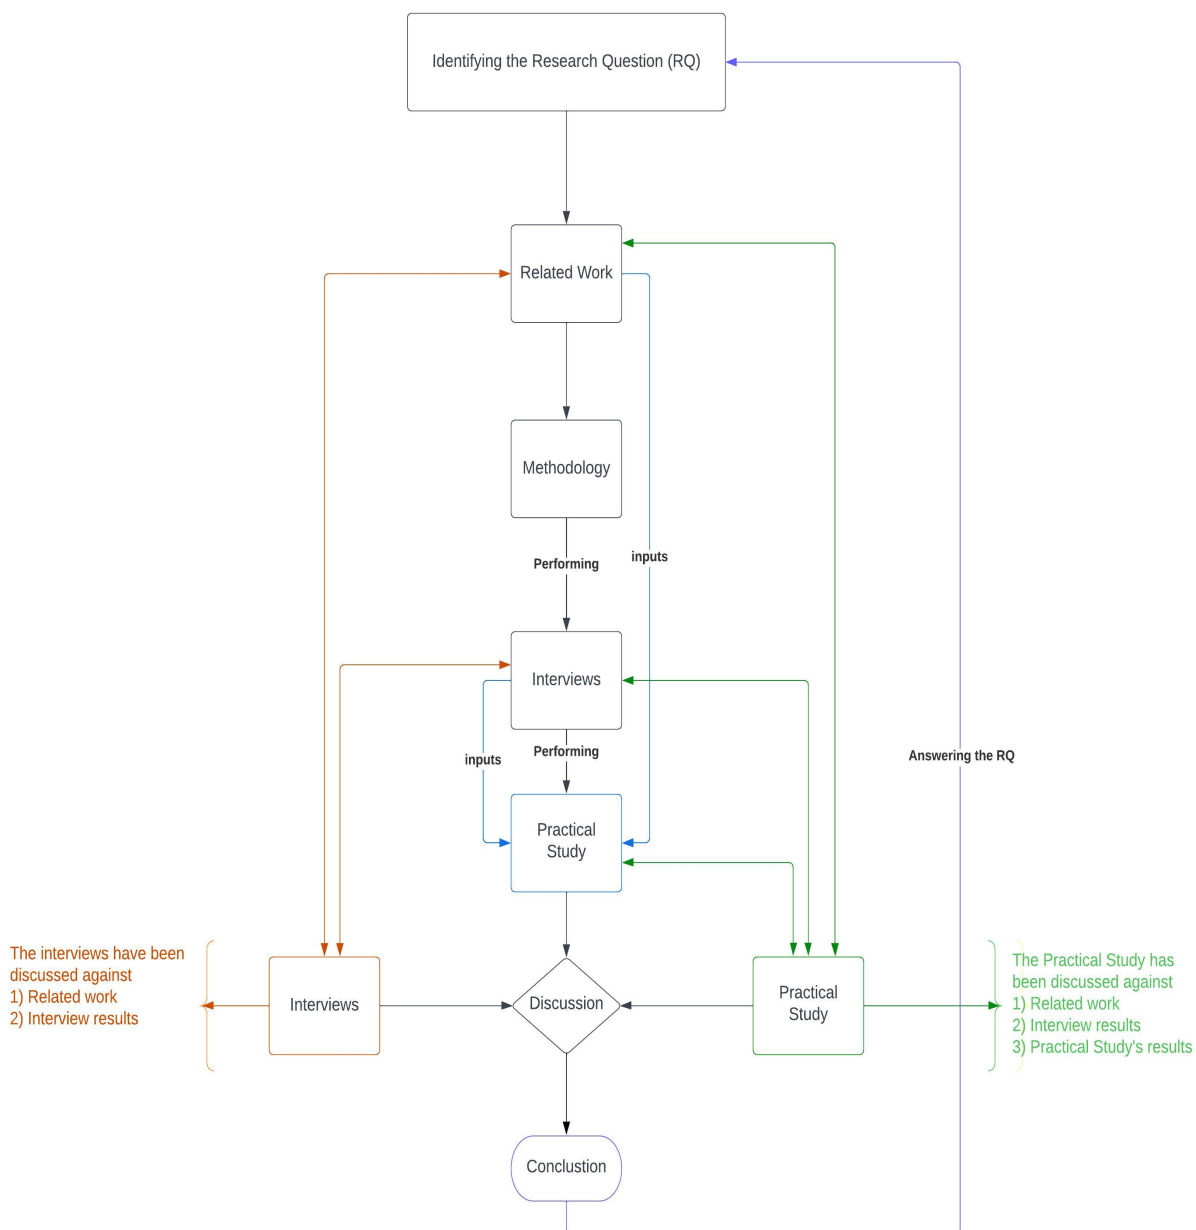 Identifying the Research Question (RQ)
Related Work
Methodology
Performing
inputs
Interviews
Performing
inputs
Answering the RQ
Practical
Study
The interviews have been
discussed against
1) Related work
2) Interview results
Interviews
Discussion
Practical
Study
The Practical Study has
been discussed against
1) Related work
2) Interview results
3) Practical Study's results
Conclustion